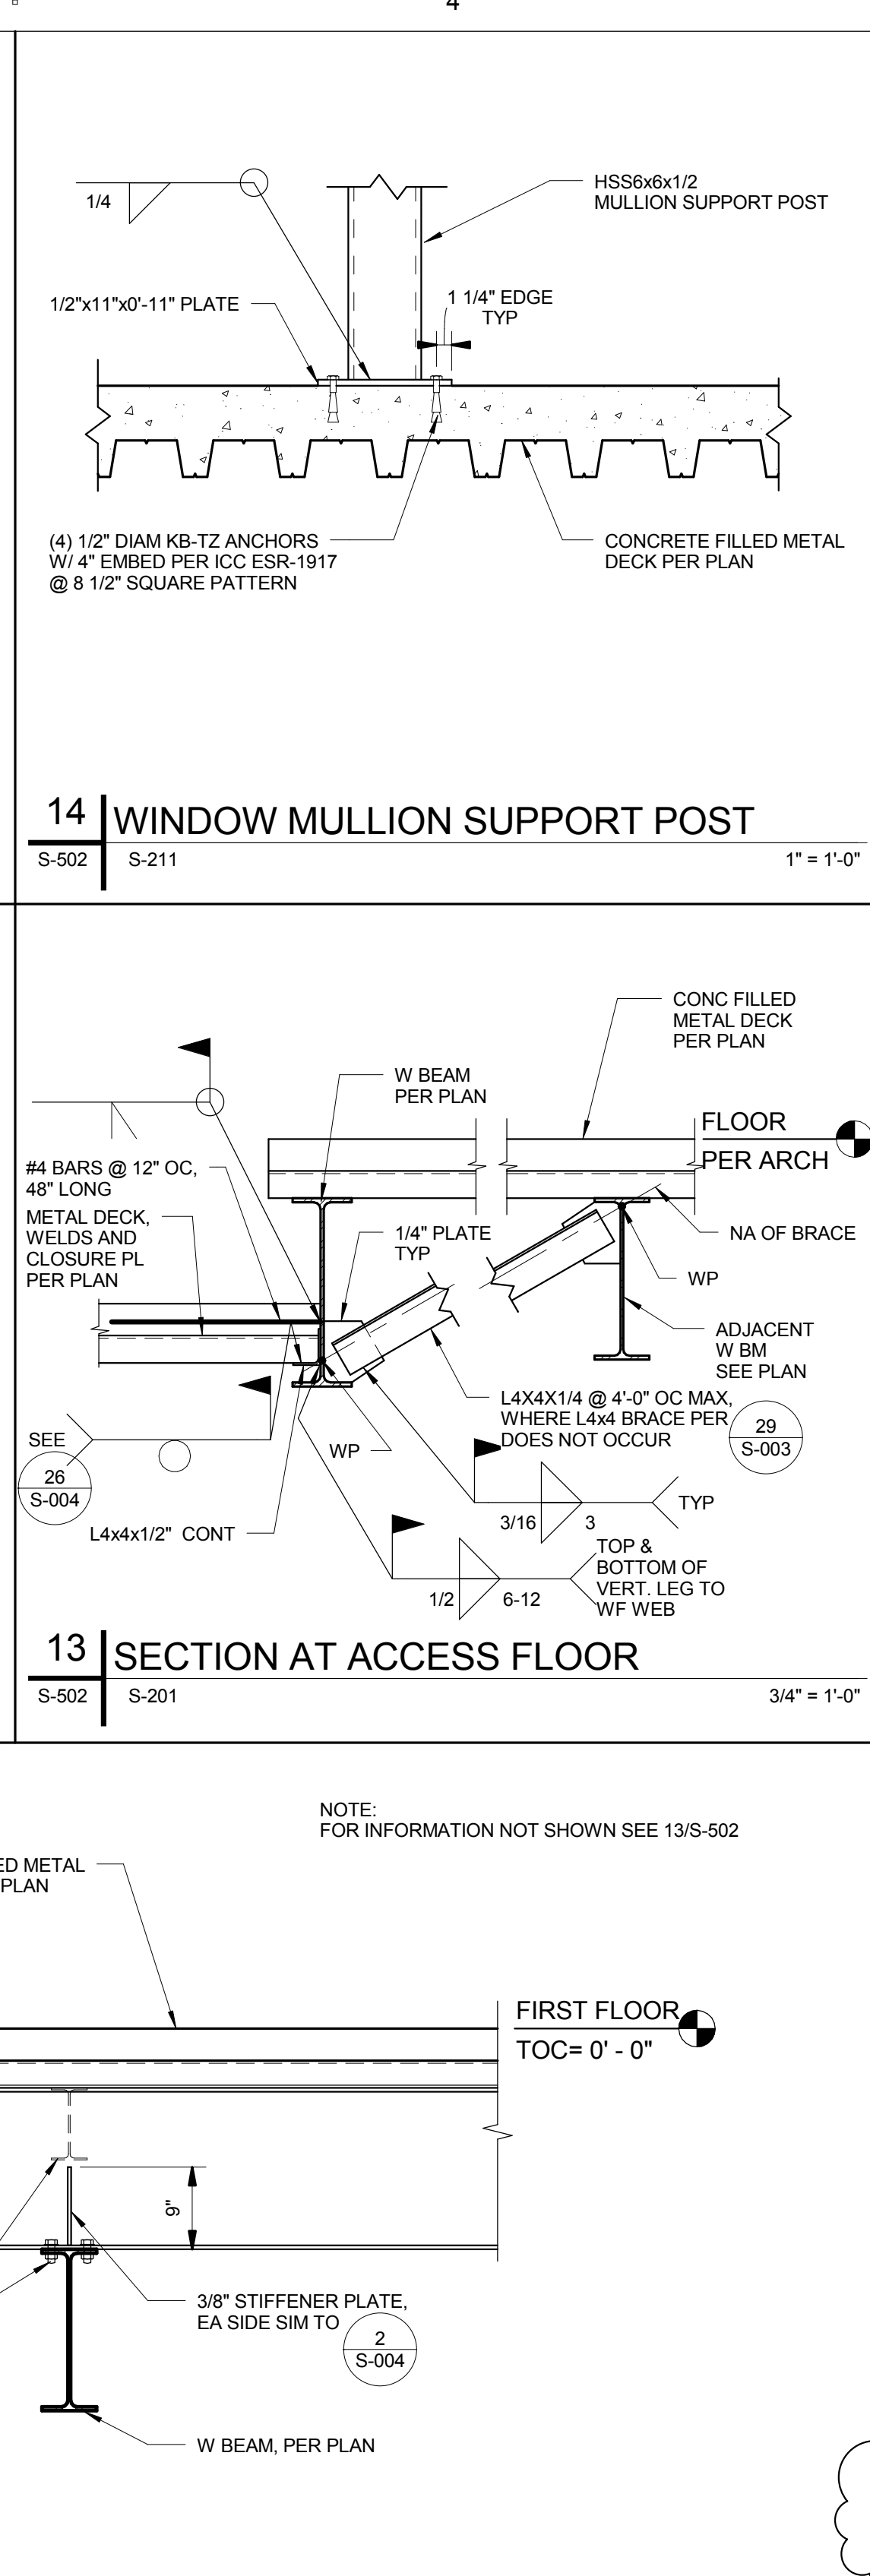 4
HSS6x6x1/2
MULLION SUPPORT POST
1/4
1/2"x11"x0'-11" PLATE
1 1/4" EDGE
TYP
(4) 1/2" DIAM KB-TZ ANCHORS
W/ 4" EMBED PER ICC ESR-1917
@ 8 1/2" SQUARE PATTERN
CONCRETE FILLED METAL
DECK PER PLAN
14
WINDOW MULLION SUPPORT POST
S-502
S-211
1" = 1'-0"
CONC FILLED
METAL DECK
PER PLAN
W BEAM
PER PLAN
FLOOR
PER ARCH
#4 BARS @ 12" OC,
48" LONG
METAL DECK,
WELDS AND
CLOSURE PL
PER PLAN
1/4" PLATE
TYP
NA OF BRACE
WP
ADJACENT
W BM
SEE PLAN
L4X4X1/4 @ 4'-0" OC MAX,
WHERE L4x4 BRACE PER
DOES NOT OCCUR
29
S-003
SEE
26
S-004
WP
L4x4x1/2" CONT
3/16
3
TYP
1/2
6-12
TOP &
BOTTOM OF
VERT. LEG TO
WF WEB
13
SECTION AT ACCESS FLOOR
S-502
S-201
3/4" = 1'-0"
NOTE:
FOR INFORMATION NOT SHOWN SEE 13/S-502
ED METAL
PLAN
FIRST FLOOR
TOC= 0' - 0"
9"
3/8" STIFFENER PLATE,
EA SIDE SIM TO
2
S-004
W BEAM, PER PLAN